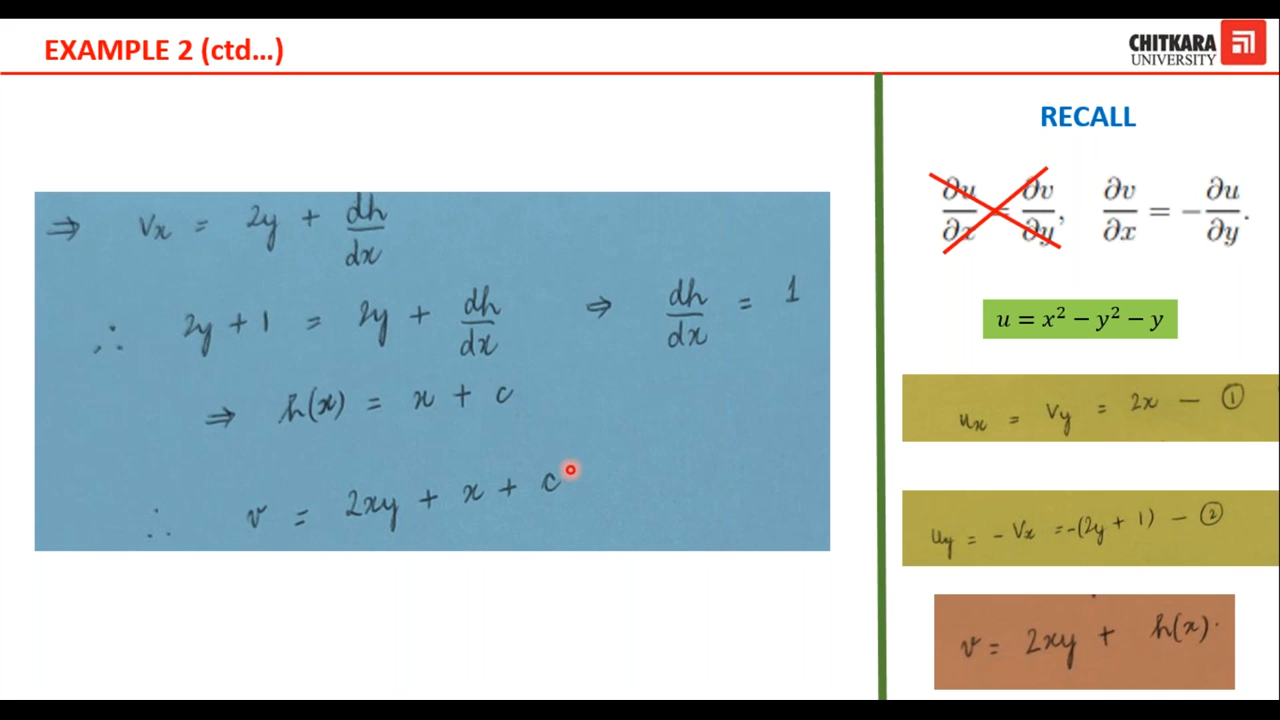 EXAMPLE 2 (ctd…)
CHITKARA
UNIVERSITY
⇒ Vx = 2y + dh/dx
∴ 2y + 1 = 2y + dh/dx ⇒ dh/dx = 1
⇒ h(x) = x + c
∴ v = 2xy + x + c
RECALL
∂u/∂x = ∂v/∂y, ∂v/∂x = −∂u/∂y.
u = x² − y² − y
ux = Vy = 2x — ①
uy = - Vx = -(2y + 1) — ②
v = 2xy + h(x).